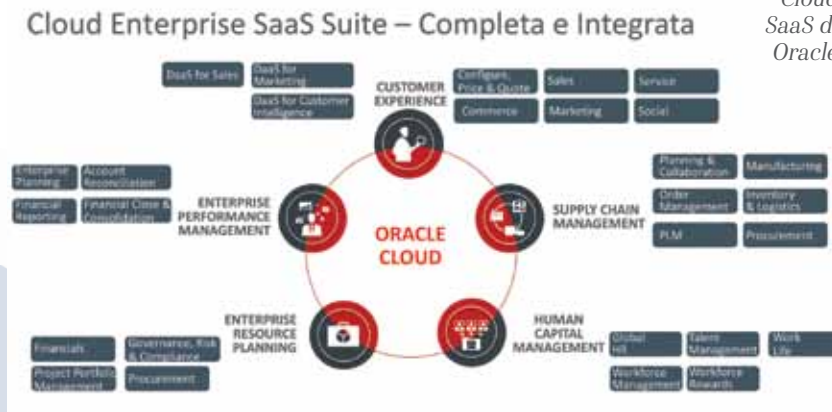 Cloud Enterprise SaaS Suite – Completa e Integrata
Cloud
SaaS d
Oracle
DaaS for Sales
DaaS for
Marketing
DaaS for Customer
Intelligence
CUSTOMER
EXPERIENCE
Configure,
Price & Quote
Sales
Service
Commerce
Marketing
Social
Enterprise
Planning
Account
Reconciliation
Financial
Reporting
Financial Close &
Consolidation
ENTERPRISE
PERFORMANCE
MANAGEMENT
ORACLE
CLOUD
SUPPLY CHAIN
MANAGEMENT
Planning &
Collaboration
Manufacturing
Order
Management
Inventory
& Logistics
PLM
Procurement
ENTERPRISE
RESOURCE
PLANNING
Financials
Governance, Risk
& Compliance
Project Portfolio
Management
Procurement
HUMAN
CAPITAL
MANAGEMENT
Global
HR
Talent
Management
Work
Life
Workforce
Management
Workforce
Rewards